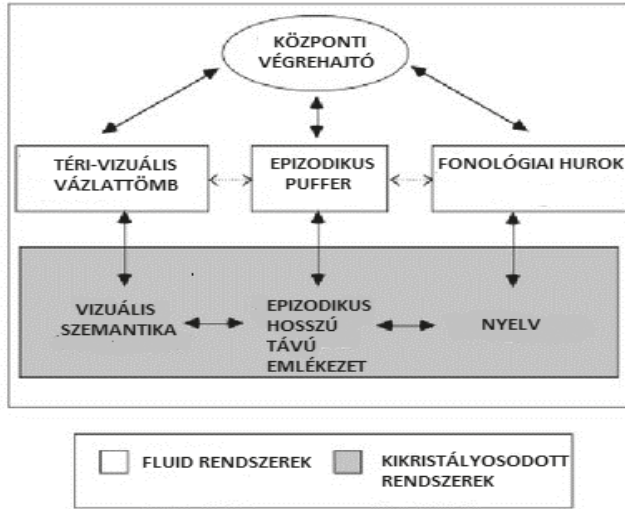 KÖZPONTI
VÉGREHAJTÓ
TÉRI-VIZUÁLIS
VÁZLATTÖMB
EPIZODIKUS
PUFFER
FONOLÓGIAI HUROK
VIZUÁLIS
SZEMANTIKA
EPIZODIKUS
HOSSZÚ
TÁVÚ
EMLÉKEZET
NYELV
FLUID RENDSZEREK
KIKRISTÁLYOSODOTT
RENDSZEREK